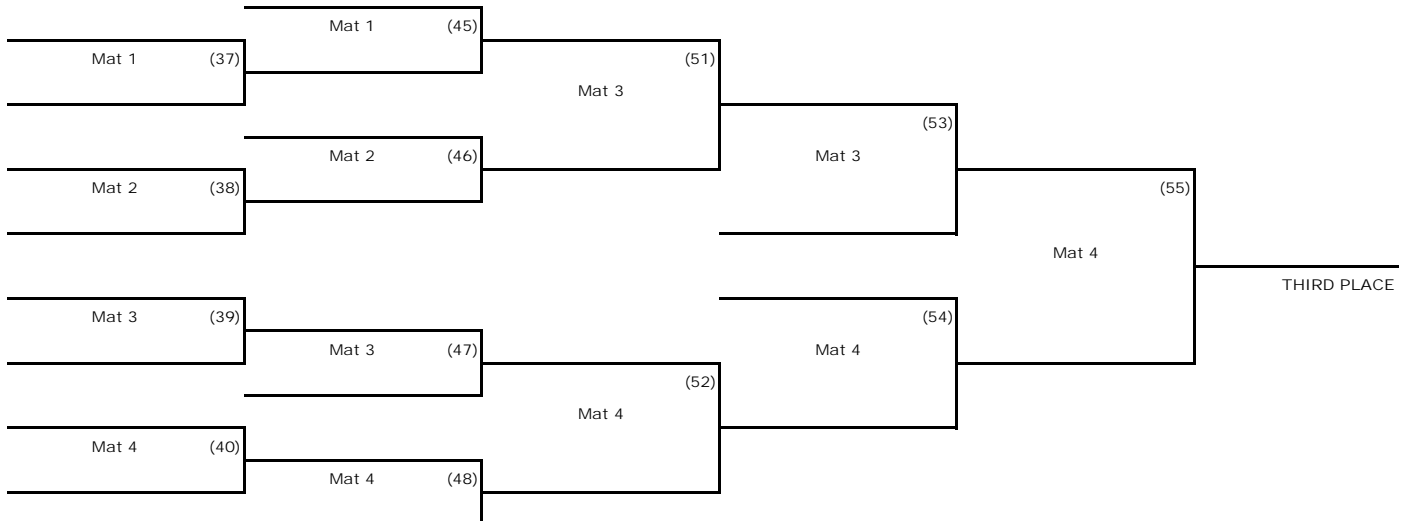 Mat 1 (45)
Mat 1 (37) (51)
Mat 3
(53)
Mat 2 (46) Mat 3
Mat 2 (38) (55)
Mat 4
THIRD PLACE
Mat 3 (39) (54)
Mat 3 (47) Mat 4
(52)
Mat 4
Mat 4 (40)
Mat 4 (48)